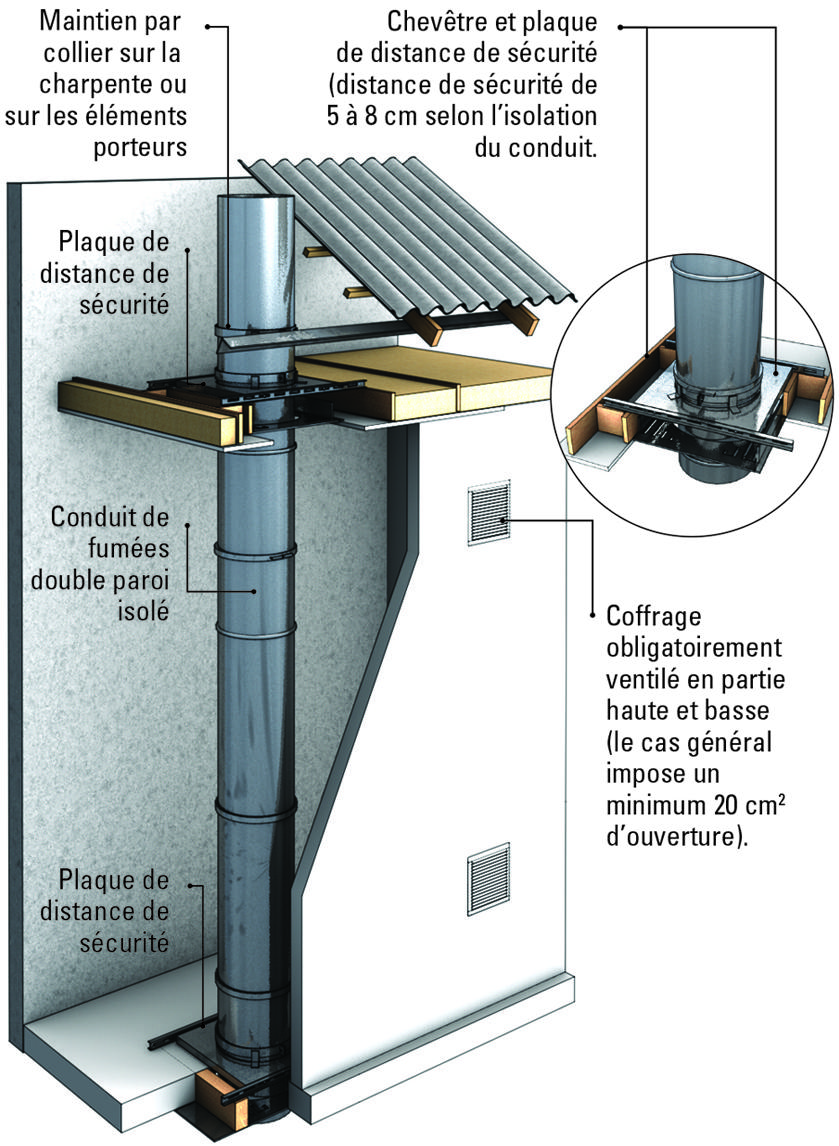 Maintien par
collier sur la
charpente ou
sur les éléments
porteurs
Chevêtre et plaque
de distance de sécurité
(distance de sécurité de
5 à 8 cm selon l’isolation
du conduit.
Plaque de
distance de
sécurité
Conduit de
fumées
double paroi
isolé
Coffrage
obligatoirement
ventilé en partie
haute et basse
(le cas général
impose un
minimum 20 cm²
d’ouverture).
Plaque de
distance de
sécurité